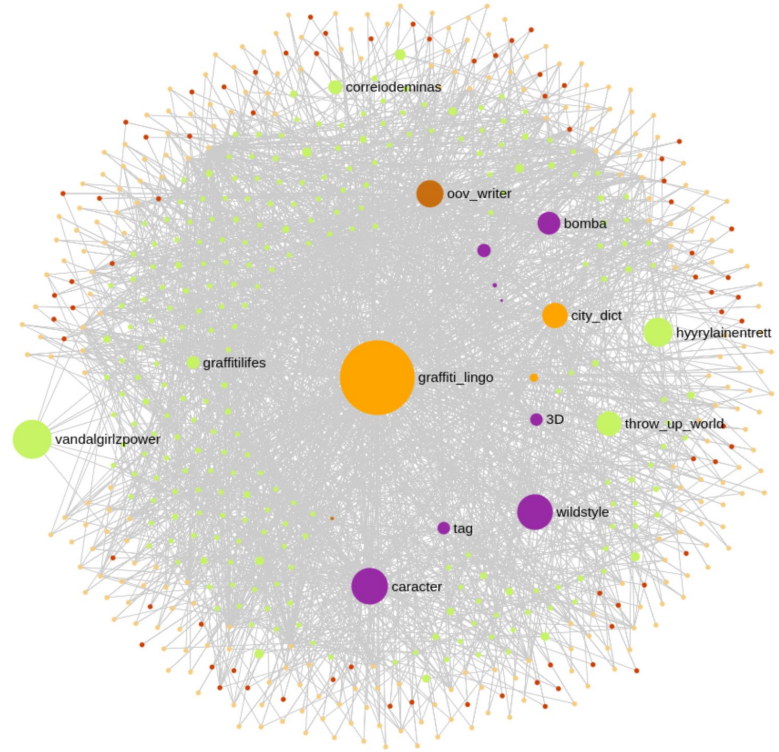 correiodeminas
oov_writer
bomba
city_dict
hyyrylainentrett
graffitilifes
graffiti_lingo
3D
throw_up_world
vandalgirlzpower
wildstyle
tag
caracter